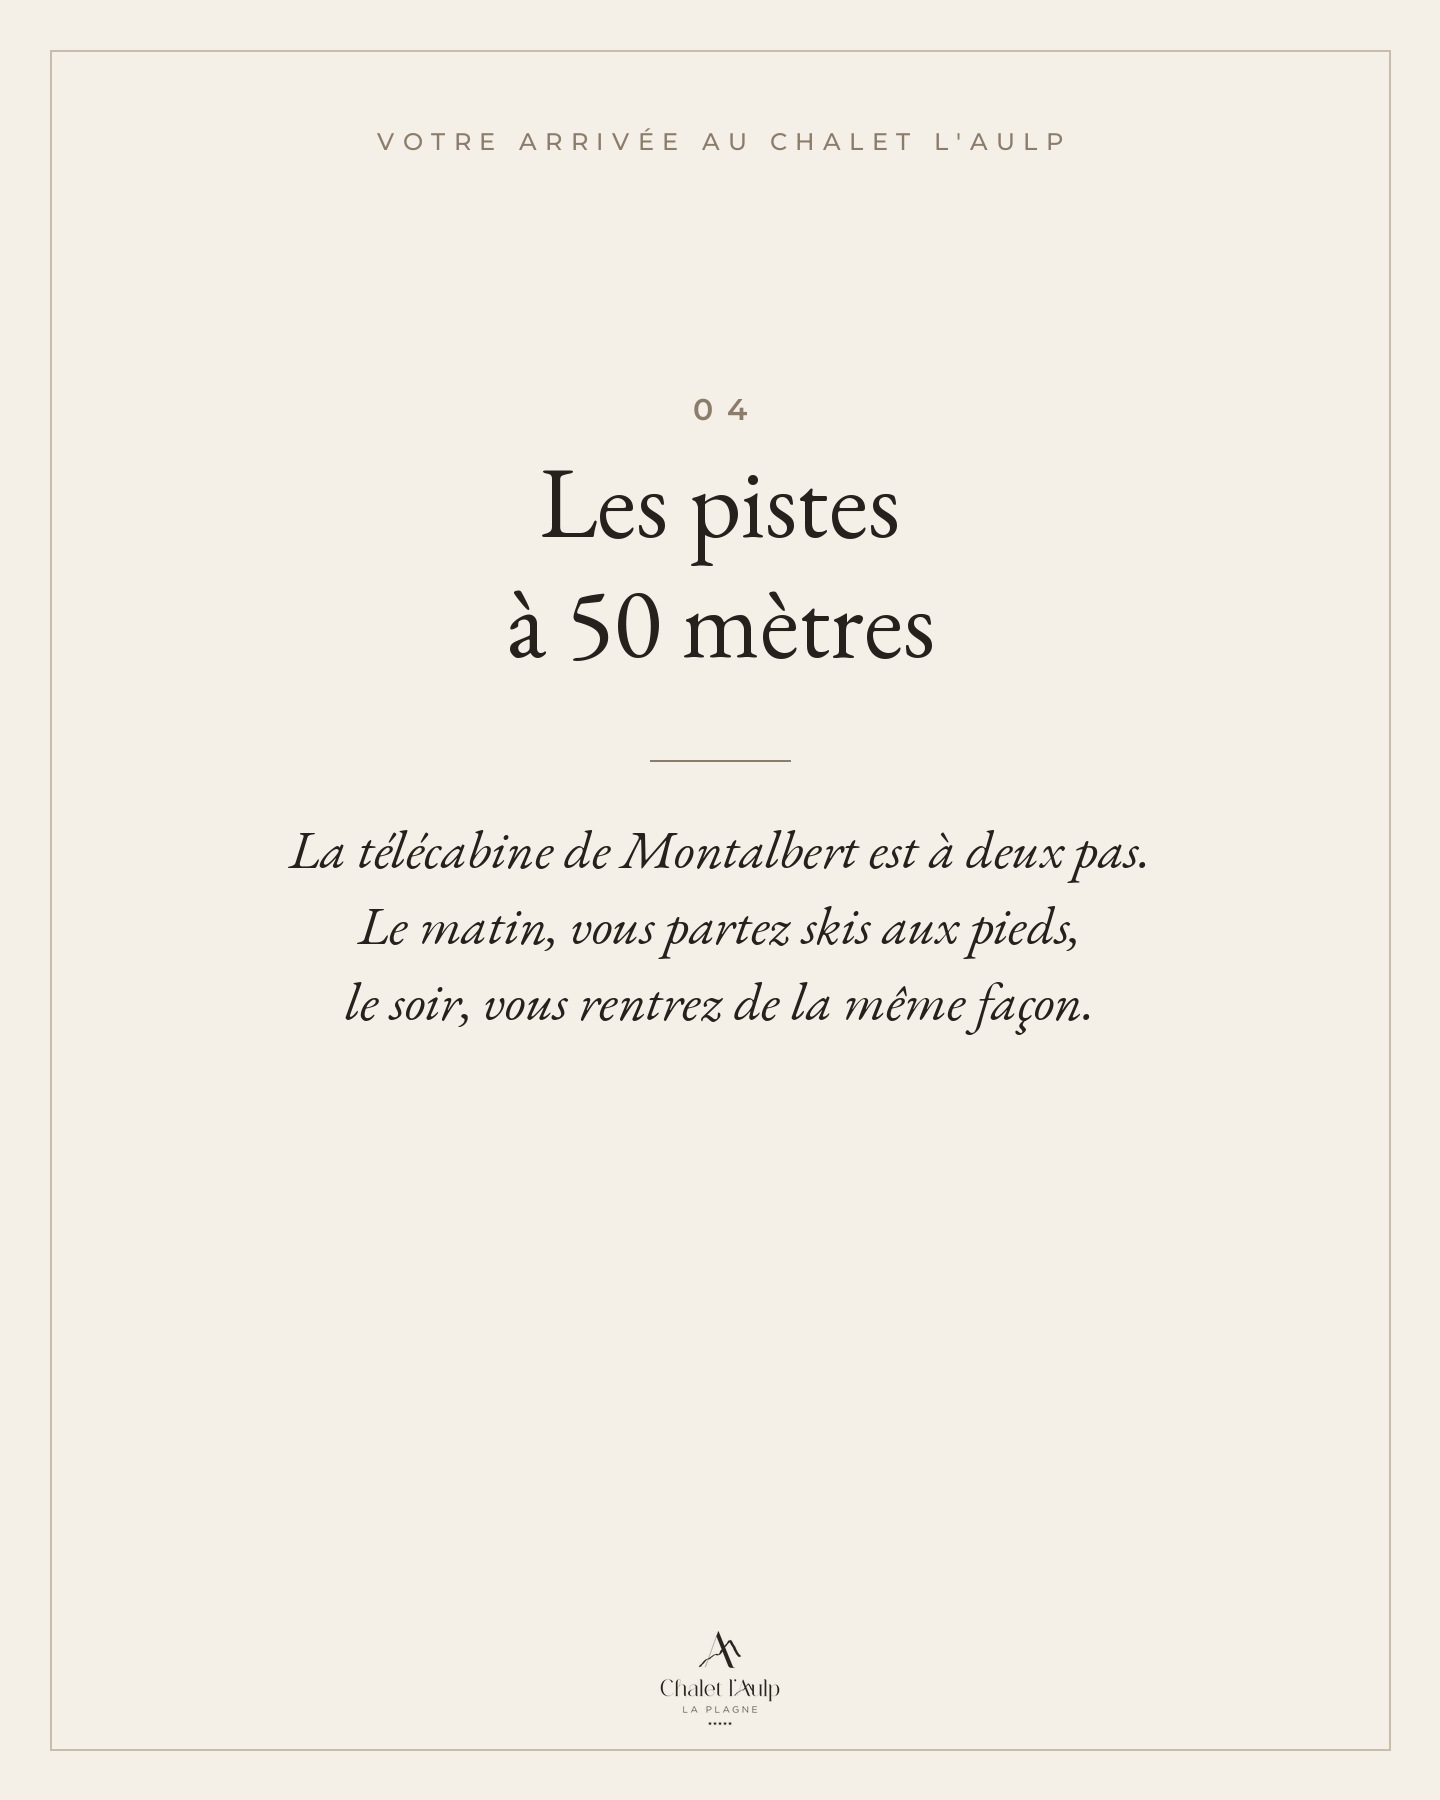 VOTRE ARRIVÉE AU CHALET L'AULP
04
Les pistes
à 50 mètres
La télécabine de Montalbert est à deux pas.
Le matin, vous partez skis aux pieds,
le soir, vous rentrez de la même façon.
Chalet l'Aulp
LA PLAGNE